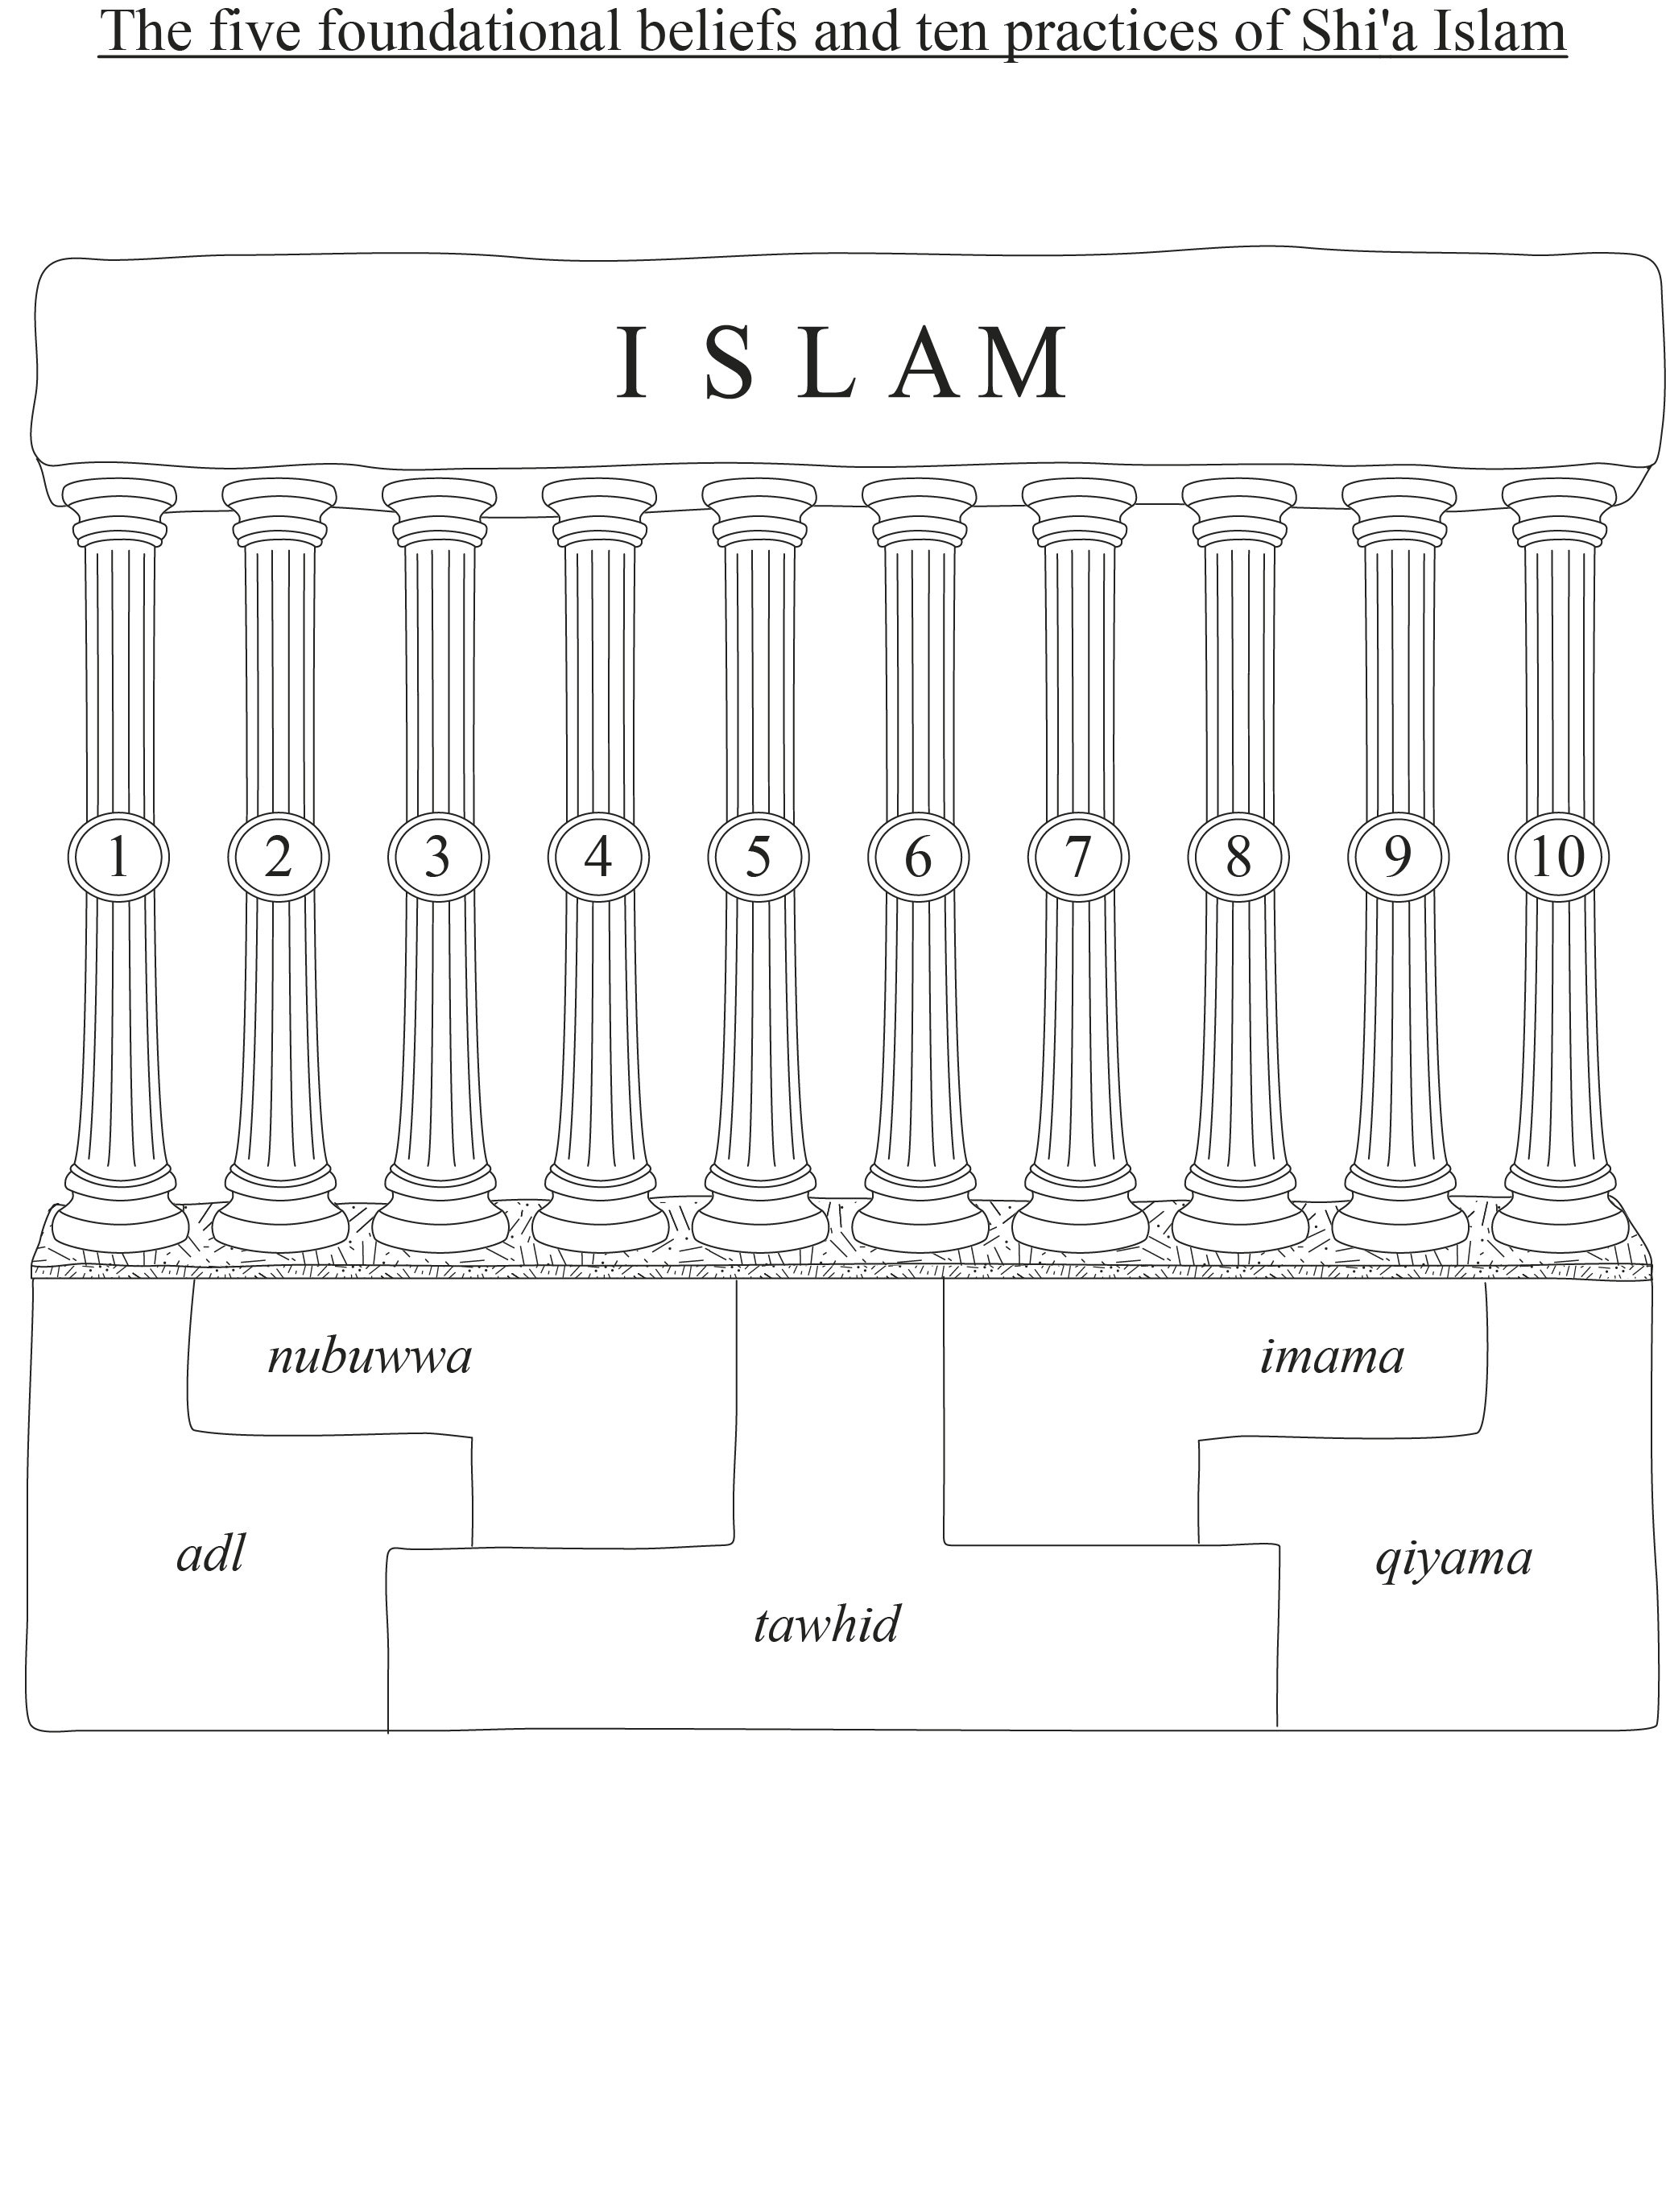 The five foundational beliefs and ten practices of Shi'a Islam
ISLAM
1 2 3 4 5 6 7 8 9 10
nubuwwa imama
adl qiyama
tawhid